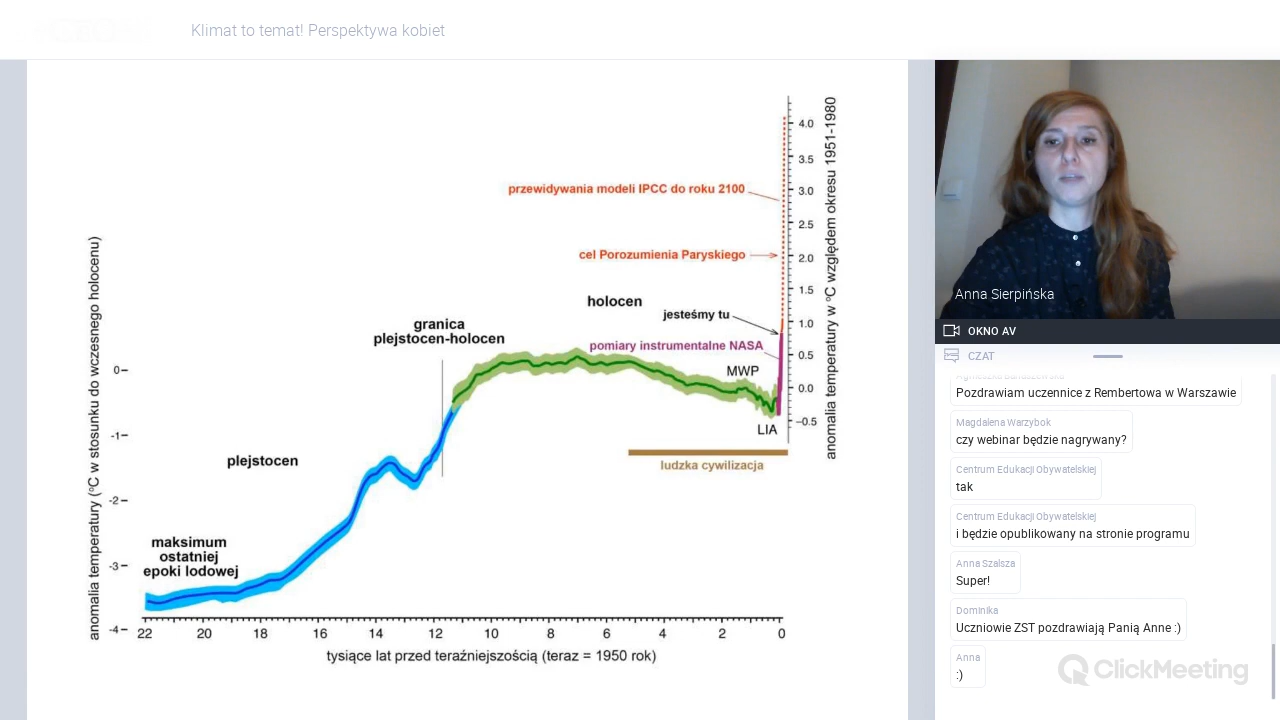 Klimat to temat! Perspektywa kobiet
anomalia temperatury (°C w stosunku do wczesnego holocenu)
0
-1
-2
-3
-4
maksimum
ostatniej
epoki lodowej
plejstocen
granica
plejstocen-holocen
przewidywania modeli IPCC do roku 2100
cel Porozumienia Paryskiego
holocen
jesteśmy tu
pomiary instrumentalne NASA
MWP
LIA
ludzka cywilizacja
4.0
3.5
3.0
2.5
2.0
1.5
1.0
0.5
0.0
-0.5
anomalia temperatury w °C względem okresu 1951-1980
22 20 18 16 14 12 10 8 6 4 2 0
tysiące lat przed teraźniejszością (teraz = 1950 rok)
Anna Sierpińska
OKNO AV
CZAT
Pozdrawiam uczennice z Rembertowa w Warszawie
Magdalena Warzybok
czy webinar będzie nagrywany?
Centrum Edukacji Obywatelskiej
tak
Centrum Edukacji Obywatelskiej
i będzie opublikowany na stronie programu
Anna Szalsza
Super!
Dominika
Uczniowie ZST pozdrawiają Panią Anne :)
Anna
:)
ClickMeeting